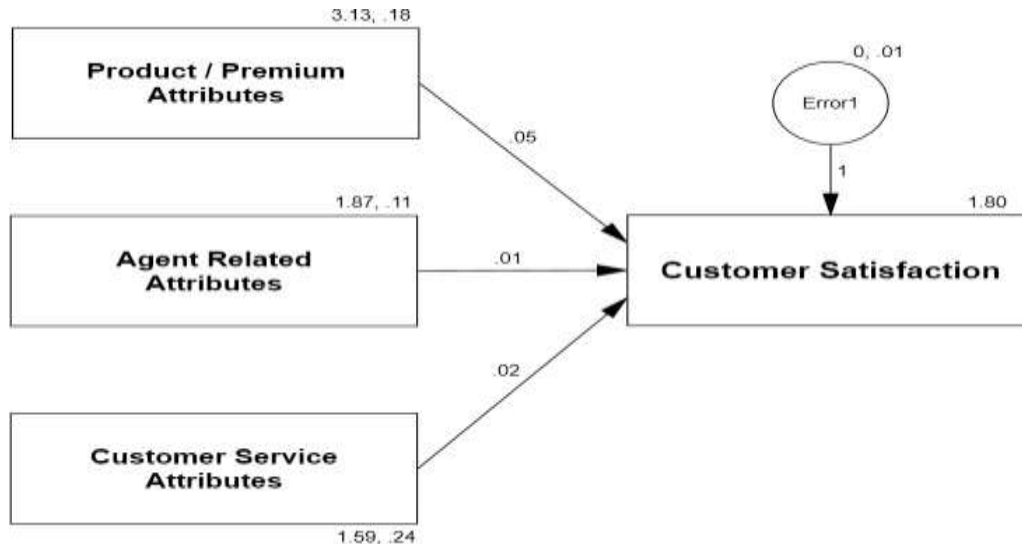 3.13, .18
Product / Premium
Attributes
0, .01
Error1
.05
1
1.87, .11
Agent Related
Attributes
.01
1.80
Customer Satisfaction
.02
Customer Service
Attributes
1.59, .24